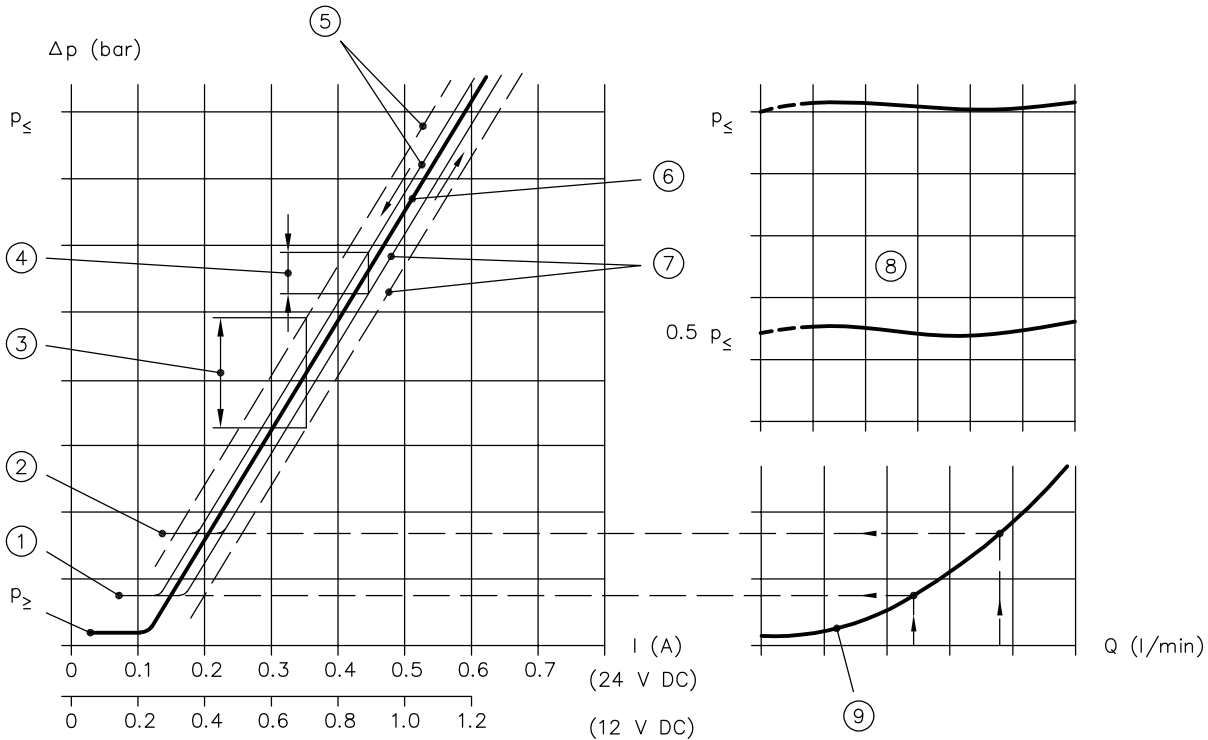 5
Δp (bar)
p≤
p≤
6
4
8
7
3
0.5 p≤
2
1
p≥
I (A)
Q (l/min)
0 0.1 0.2 0.3 0.4 0.5 0.6 0.7
(24 V DC)
0 0.2 0.4 0.6 0.8 1.0 1.2
(12 V DC)
9